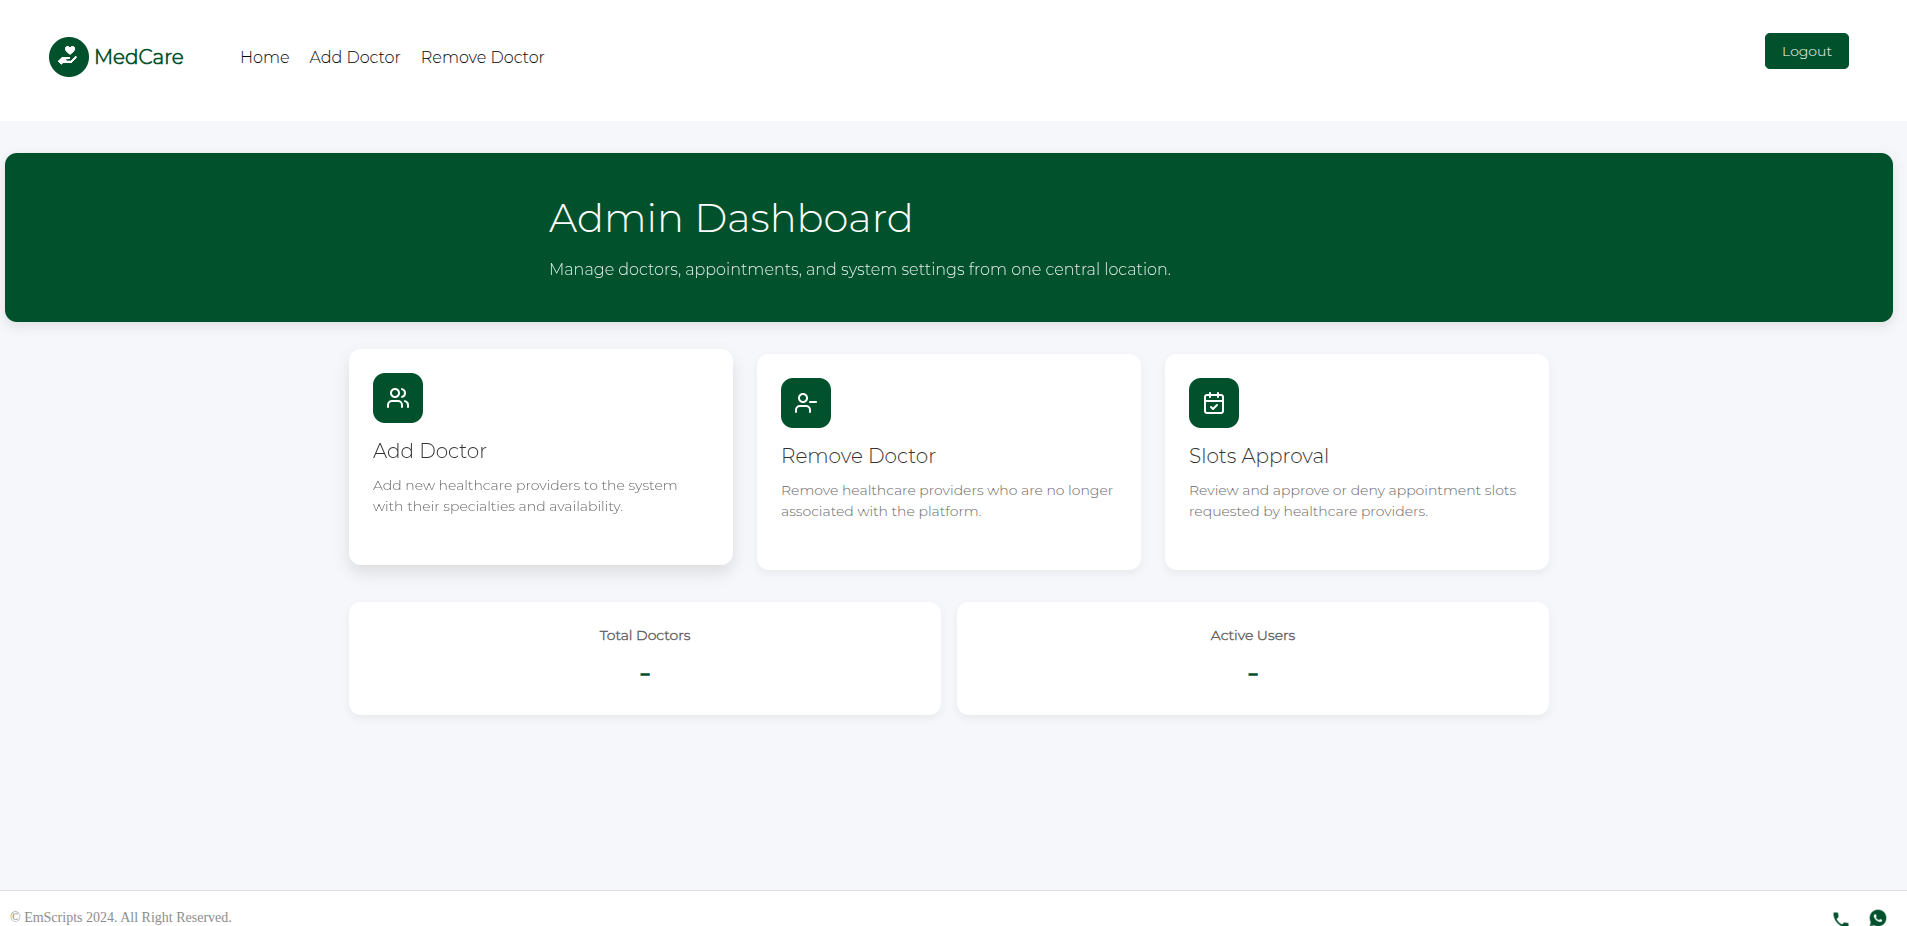 MedCare
Home
Add Doctor
Remove Doctor
Logout
Admin Dashboard
Manage doctors, appointments, and system settings from one central location.
Add Doctor
Add new healthcare providers to the system
with their specialties and availability.
Remove Doctor
Remove healthcare providers who are no longer
associated with the platform.
Slots Approval
Review and approve or deny appointment slots
requested by healthcare providers.
Total Doctors
-
Active Users
-
© EmScripts 2024. All Right Reserved.